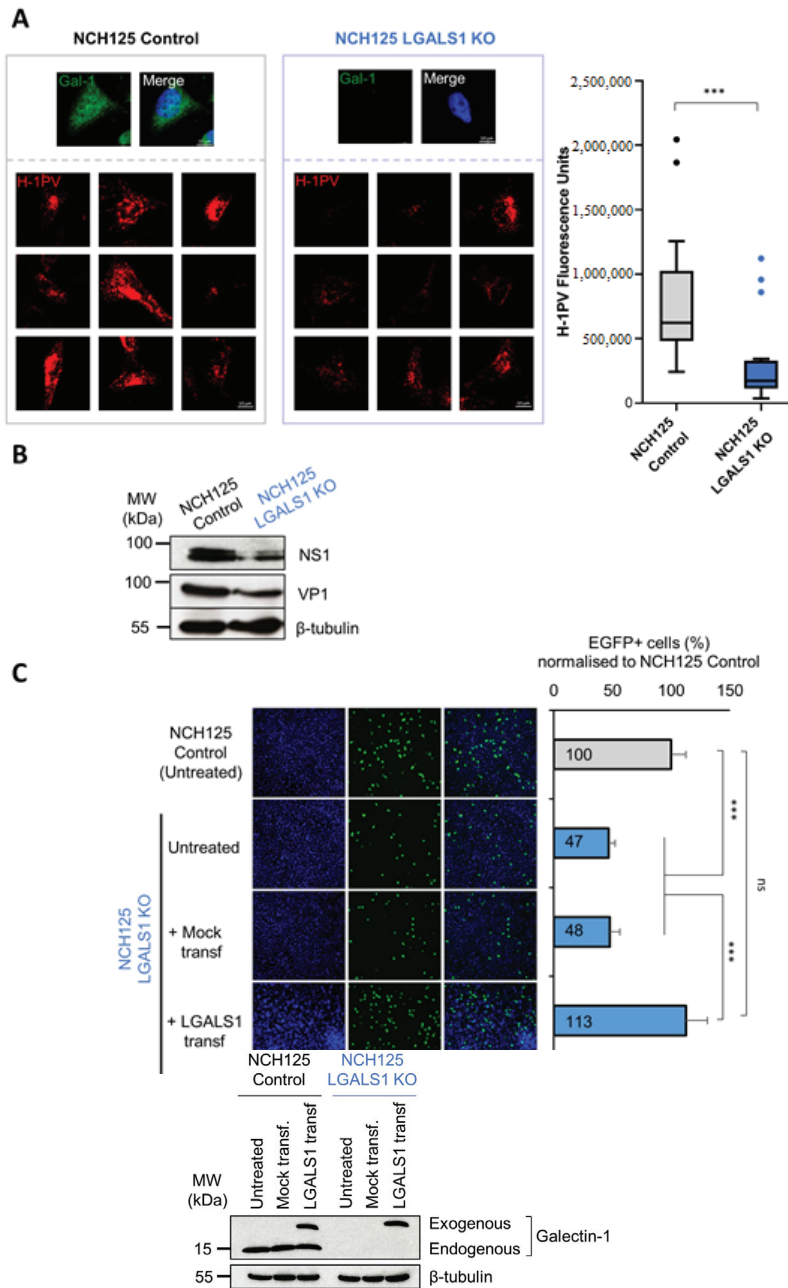 A
NCH125 Control
NCH125 LGALS1 KO
Gal-1
Merge
Gal-1
Merge
H-1PV
H-1PV
H-1PV Fluorescence Units
2,500,000
2,000,000
1,500,000
1,000,000
500,000
0
***
NCH125
Control
NCH125
LGALS1 KO
B
MW
(kDa)
NCH125
Control
NCH125
LGALS1 KO
100
NS1
100
VP1
55
β-tubulin
C
EGFP+ cells (%)
normalised to NCH125 Control
0 50 100 150
NCH125
Control
(Untreated)
100
NCH125
LGALS1 KO
Untreated
47
+ Mock
transf
48
+ LGALS1
transf
113
***
***
ns
NCH125
Control
NCH125
LGALS1 KO
MW
(kDa)
Untreated
Mock transf.
LGALS1 transf
Untreated
Mock transf.
LGALS1 transf
Exogenous
15
Endogenous
Galectin-1
55
β-tubulin